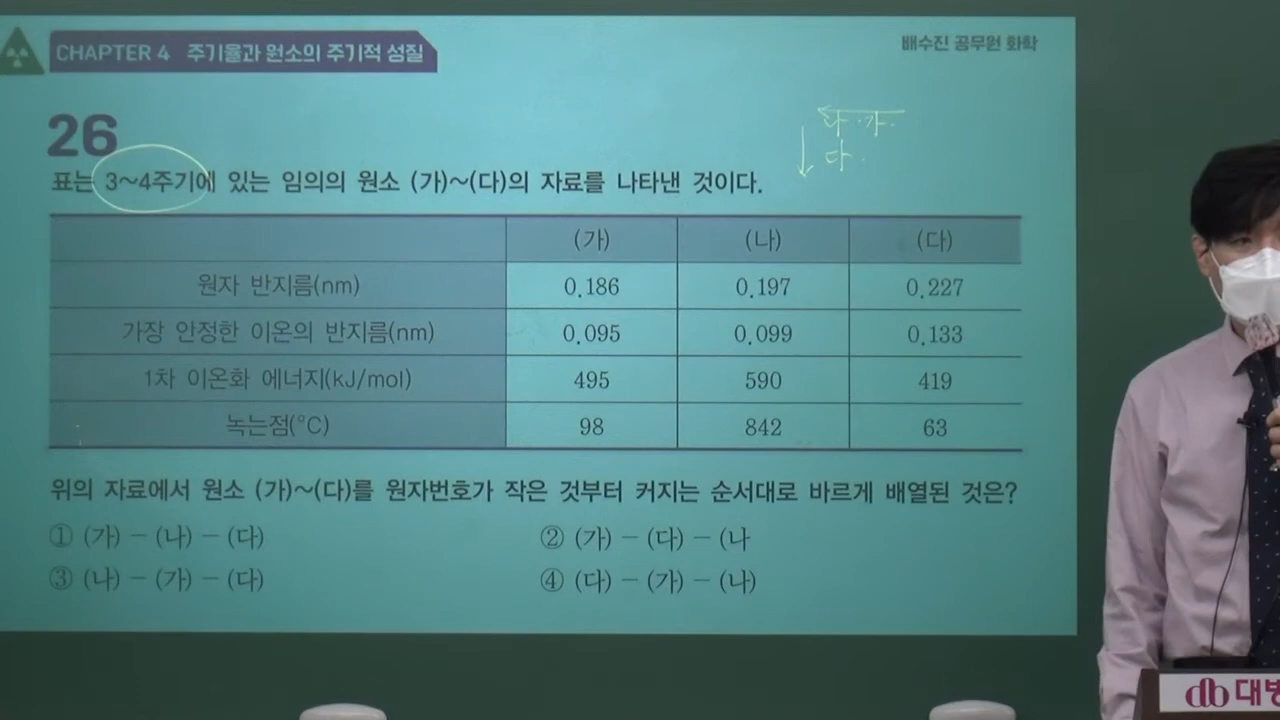 CHAPTER 4 주기율과 원소의 주기적 성질
배수진 공무원 화학
26
나 . 가 .
다 .
표는 3~4주기에 있는 임의의 원소 (가)~(다)의 자료를 나타낸 것이다.
(가) (나) (다)
원자 반지름(nm) 0.186 0.197 0.227
가장 안정한 이온의 반지름(nm) 0.095 0.099 0.133
1차 이온화 에너지(kJ/mol) 495 590 419
녹는점(°C) 98 842 63
위의 자료에서 원소 (가)~(다)를 원자번호가 작은 것부터 커지는 순서대로 바르게 배열된 것은?
① (가) – (나) – (다) ② (가) – (다) – (나
③ (나) – (가) – (다) ④ (다) – (가) – (나)